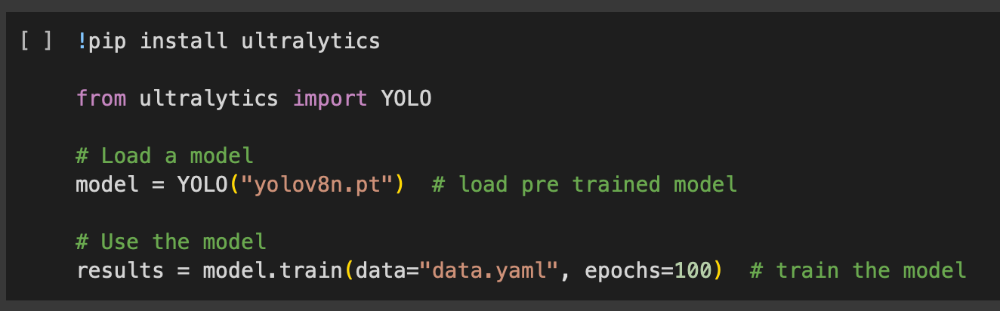 [ ] !pip install ultralytics
from ultralytics import YOLO
# Load a model
model = YOLO("yolov8n.pt")  # load pre trained model
# Use the model
results = model.train(data="data.yaml", epochs=100)  # train the model